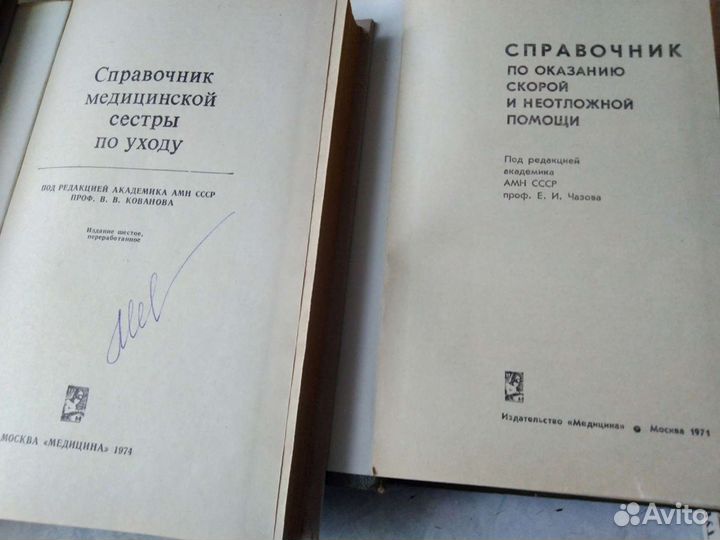 Справочник
медицинской
сестры
по уходу
ПОД РЕДАКЦИЕЙ АКАДЕМИКА АМН СССР
ПРОФ. В. В. КОВАНОВА
Издание шестое,
переработанное
МОСКВА «МЕДИЦИНА» 1974
СПРАВОЧНИК
ПО ОКАЗАНИЮ
СКОРОЙ
И НЕОТЛОЖНОЙ
ПОМОЩИ
Под редакцией
академика
АМН СССР
проф. Е. И. Чазова
Издательство «Медицина» ● Москва 1971
Avito